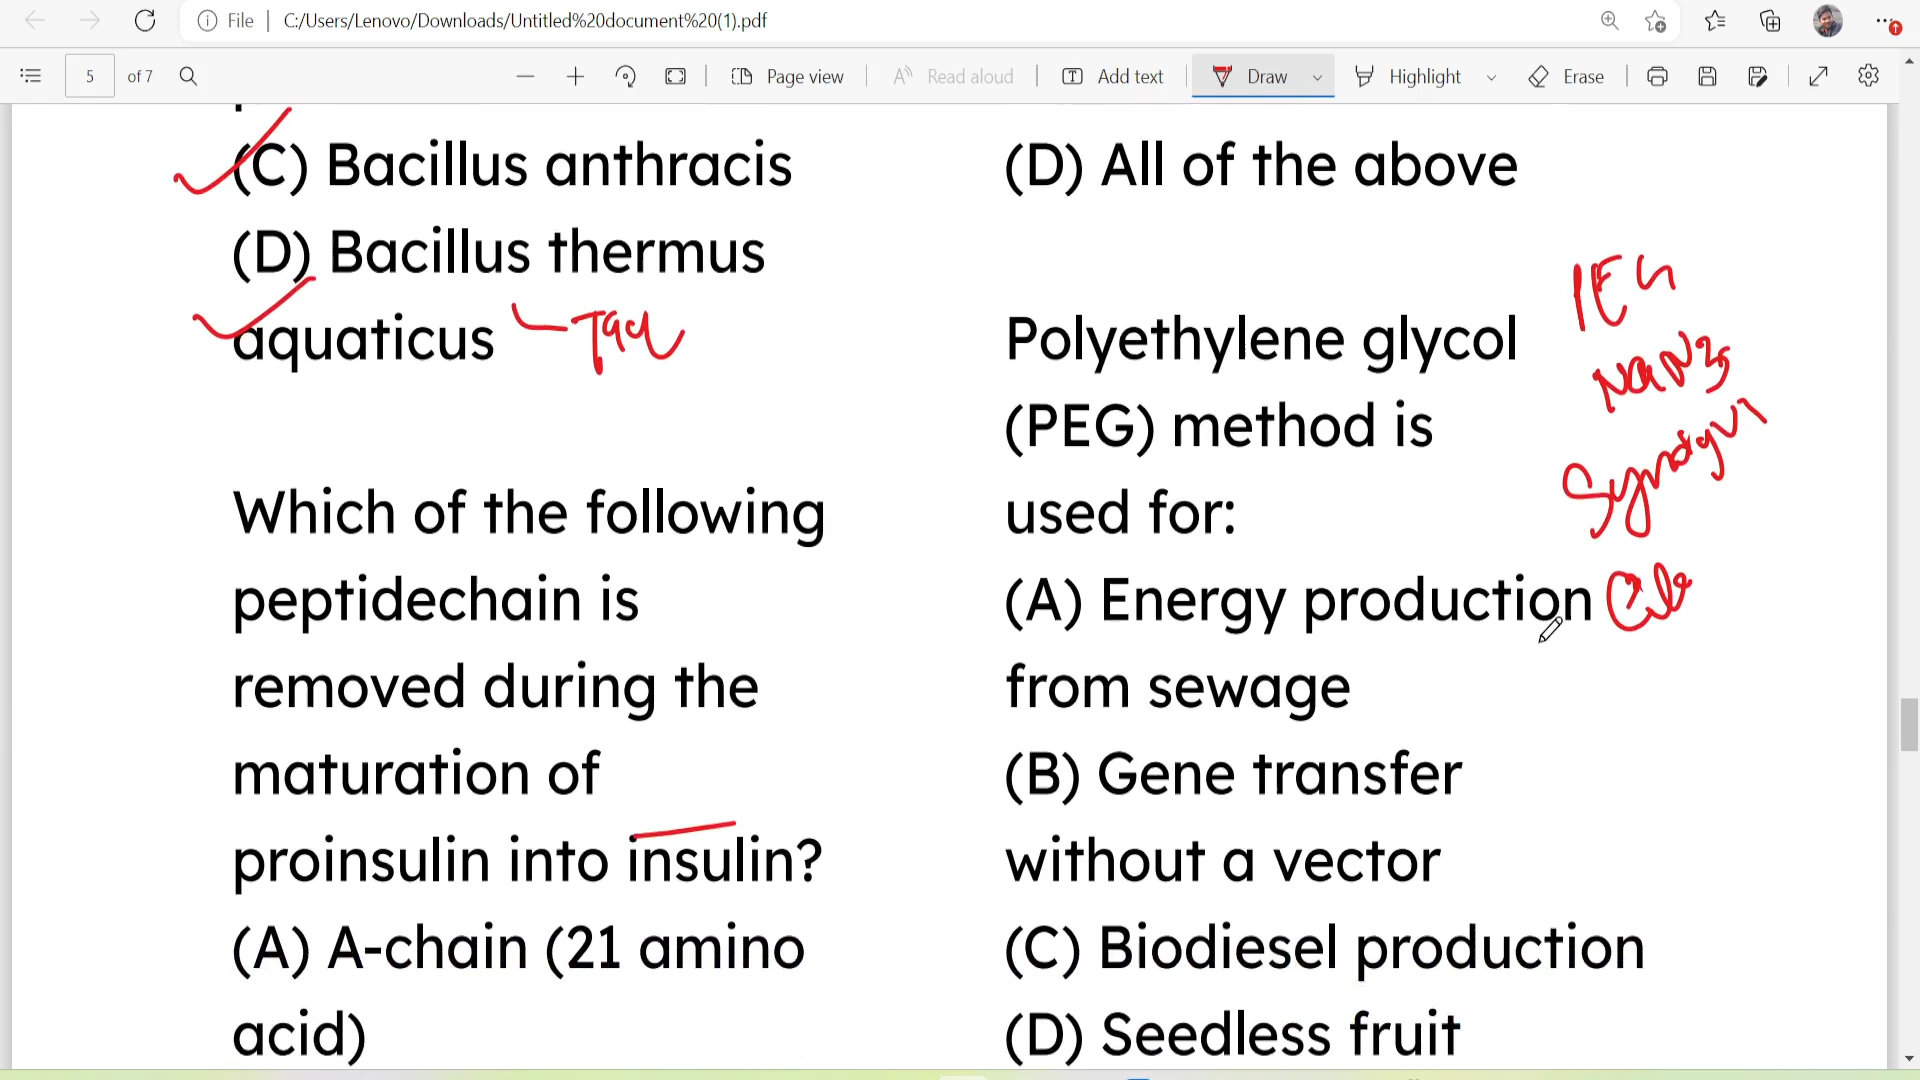 File
C:/Users/Lenovo/Downloads/Untitled%20document%20(1).pdf
5 of 7
Page view
Read aloud
Add text
Draw
Highlight
Erase
(C) Bacillus anthracis
(D) Bacillus thermus
aquaticus
Taq
Which of the following
peptidechain is
removed during the
maturation of
proinsulin into insulin?
(A) A-chain (21 amino
acid)
(D) All of the above
Polyethylene glycol
(PEG) method is
used for:
(A) Energy production
from sewage
(B) Gene transfer
without a vector
(C) Biodiesel production
(D) Seedless fruit
PEG
NaN3